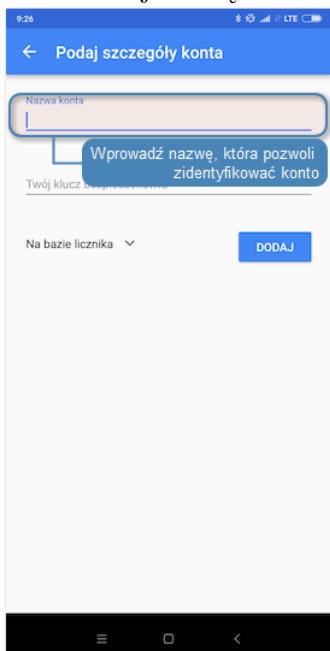 9:26 LTE
Podaj szczegóły konta
Nazwa konta
Wprowadź nazwę, która pozwoli
zidentyfikować konto
Twój klucz
Na bazie licznika
DODAJ